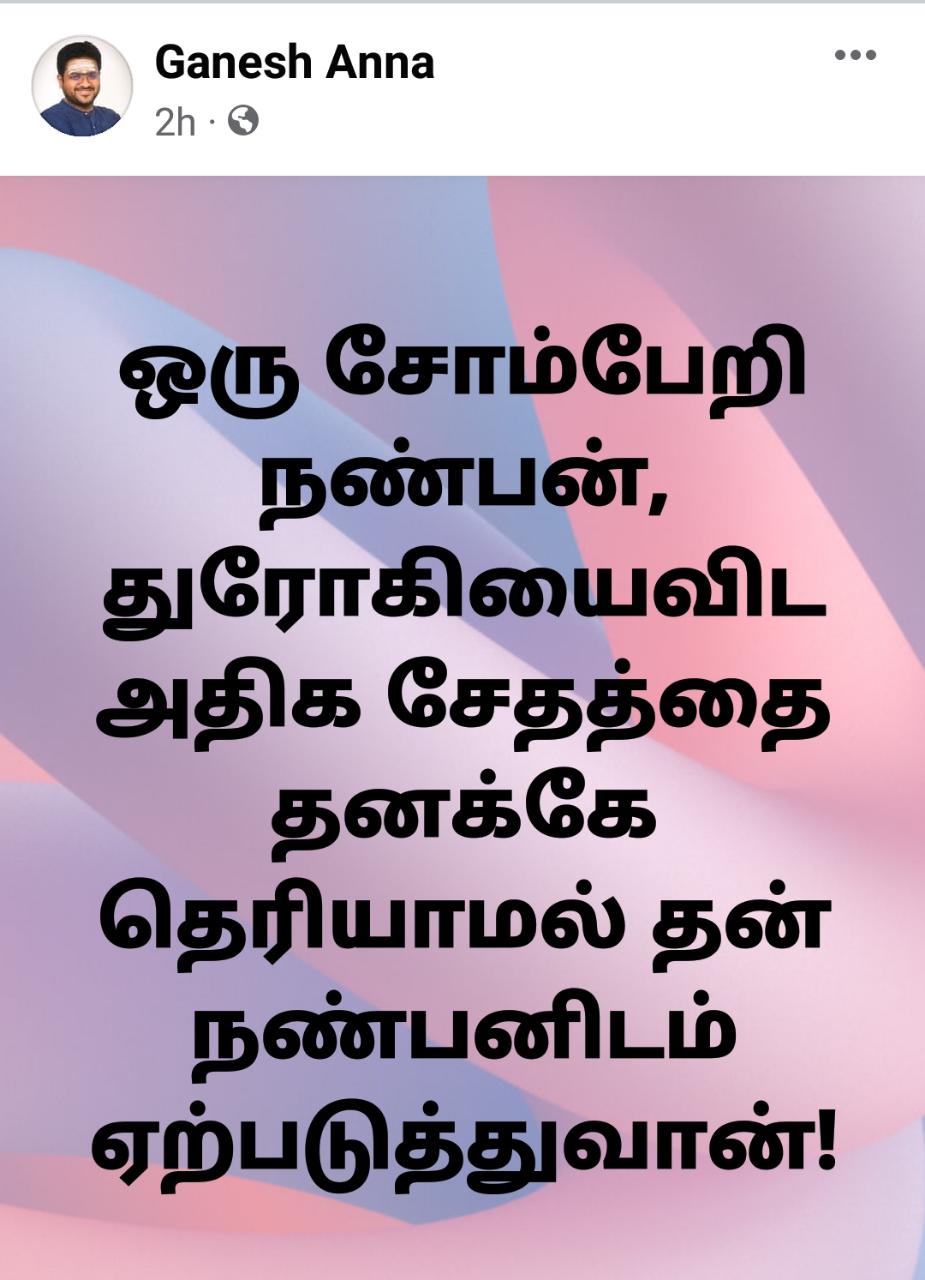 Ganesh Anna
2h ·
ஒரு சோம்பேறி
நண்பன்,
துரோகியைவிட
அதிக சேதத்தை
தனக்கே
தெரியாமல் தன்
நண்பனிடம்
ஏற்படுத்துவான்!